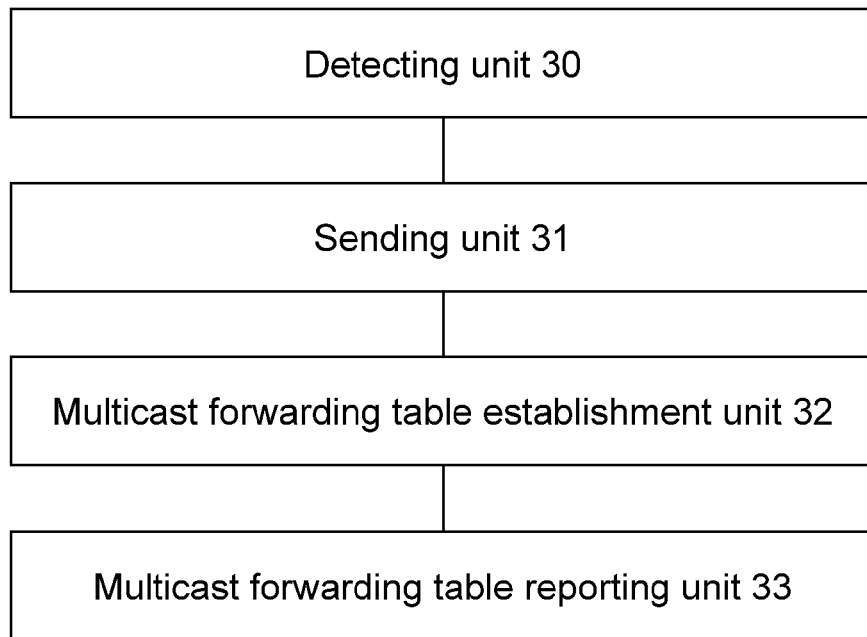 Detecting unit 30
Sending unit 31
Multicast forwarding table establishment unit 32
Multicast forwarding table reporting unit 33